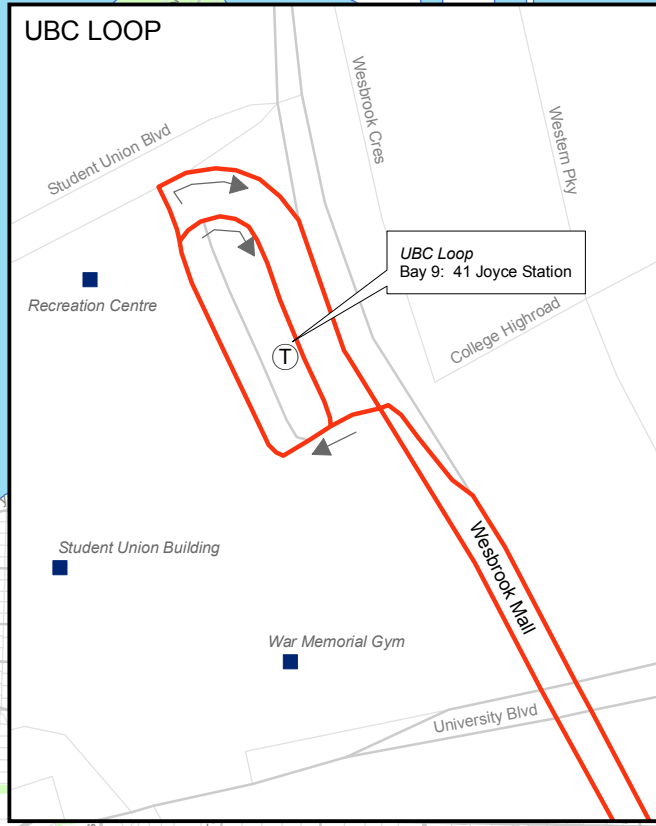 UBC LOOP
Student Union Blvd
Wesbrook Cres
Western Pky
UBC Loop
Bay 9: 41 Joyce Station
Recreation Centre
College Highroad
T
Student Union Building
Wesbrook Mall
War Memorial Gym
University Blvd